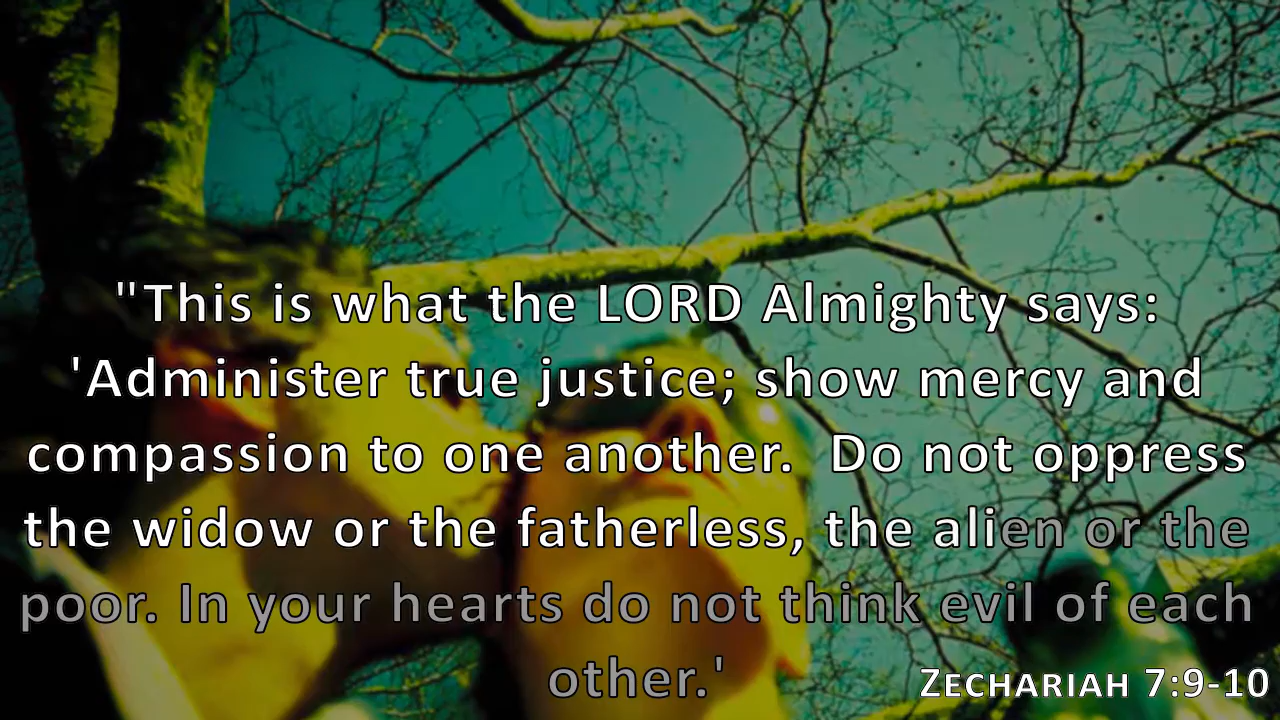 "This is what the LORD Almighty says:
'Administer true justice; show mercy and
compassion to one another.  Do not oppress
the widow or the fatherless, the alien or the
poor. In your hearts do not think evil of each
other.'
ZECHARIAH 7:9-10